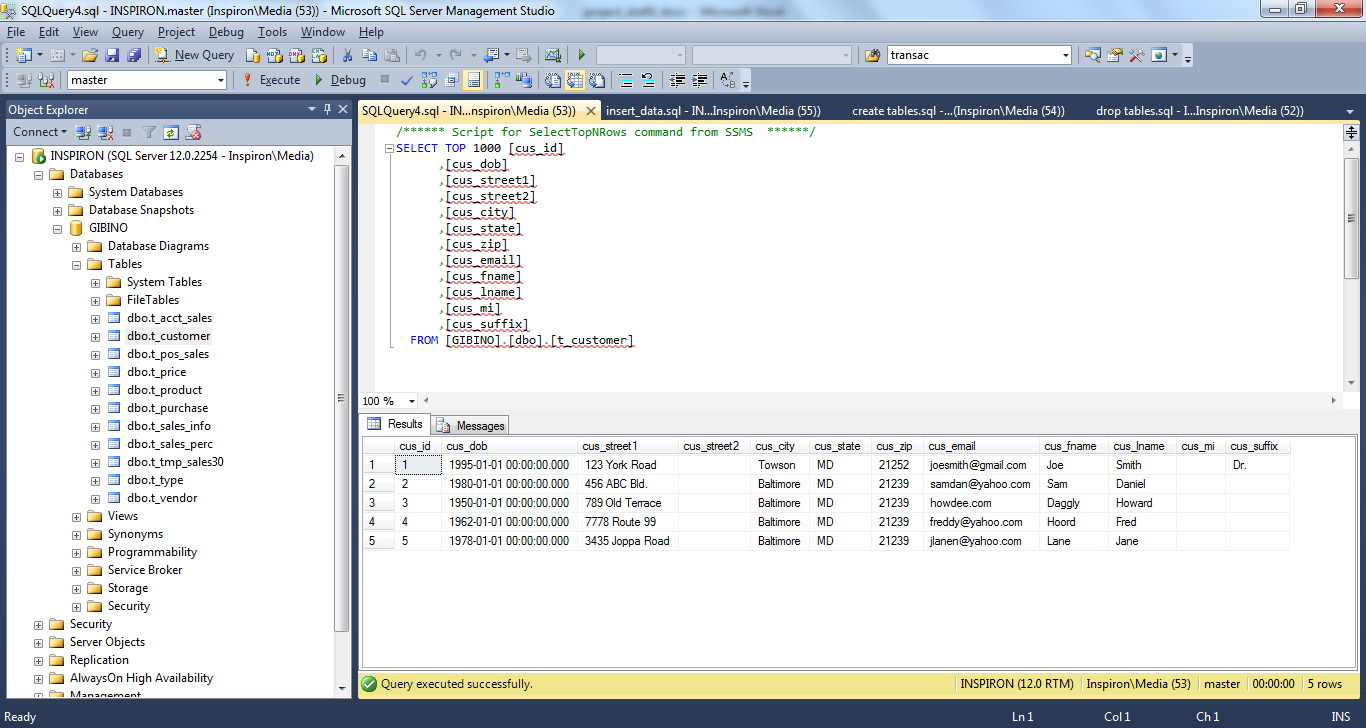 SQLQuery4.sql - INSPIRON.master (Inspiron\Media (53)) - Microsoft SQL Server Management Studio
File Edit View Query Project Debug Tools Window Help
New Query transac
master Execute Debug
Object Explorer
Connect
INSPIRON (SQL Server 12.0.2254 - Inspiron\Media)
Databases
System Databases
Database Snapshots
GIBINO
Database Diagrams
Tables
System Tables
FileTables
dbo.t_acct_sales
dbo.t_customer
dbo.t_pos_sales
dbo.t_price
dbo.t_product
dbo.t_purchase
dbo.t_sales_info
dbo.t_sales_perc
dbo.t_tmp_sales30
dbo.t_type
dbo.t_vendor
Views
Synonyms
Programmability
Service Broker
Storage
Security
Security
Server Objects
Replication
AlwaysOn High Availability
Management
SQLQuery4.sql - IN...nspiron\Media (53)) insert_data.sql - IN...Inspiron\Media (55)) create tables.sql -...(Inspiron\Media (54)) drop tables.sql - I...Inspiron\Media (52))
/****** Script for SelectTopNRows command from SSMS ******/
SELECT TOP 1000 [cus_id]
,[cus_dob]
,[cus_street1]
,[cus_street2]
,[cus_city]
,[cus_state]
,[cus_zip]
,[cus_email]
,[cus_fname]
,[cus_lname]
,[cus_mi]
,[cus_suffix]
FROM [GIBINO].[dbo].[t_customer]
100 %
Results Messages
cus_id cus_dob cus_street1 cus_street2 cus_city cus_state cus_zip cus_email cus_fname cus_lname cus_mi cus_suffix
1 1 1995-01-01 00:00:00.000 123 York Road Towson MD 21252 joesmith@gmail.com Joe Smith Dr.
2 2 1980-01-01 00:00:00.000 456 ABC Bld. Baltimore MD 21239 samdan@yahoo.com Sam Daniel
3 3 1950-01-01 00:00:00.000 789 Old Terrace Baltimore MD 21239 howdee.com Daggly Howard
4 4 1962-01-01 00:00:00.000 7778 Route 99 Baltimore MD 21239 freddy@yahoo.com Hoord Fred
5 5 1978-01-01 00:00:00.000 3435 Joppa Road Baltimore MD 21239 jlanen@yahoo.com Lane Jane
Query executed successfully. INSPIRON (12.0 RTM) Inspiron\Media (53) master 00:00:00 5 rows
Ready Ln 1 Col 1 Ch 1 INS